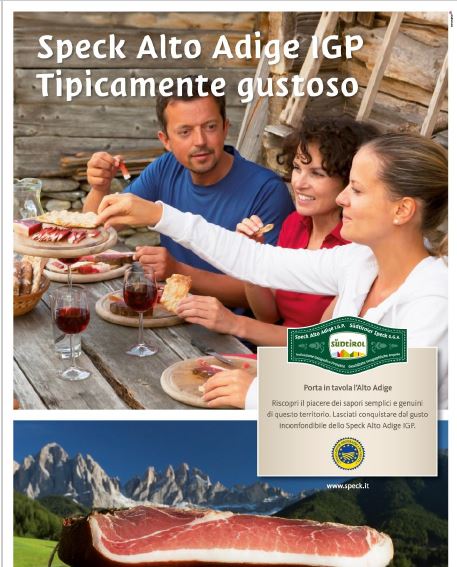 Speck Alto Adige IGP
Tipicamente gustoso
Speck Alto Adige I.G.P. Südtiroler Speck g.g.A.
SÜDTIROL
Porta in tavola l'Alto Adige
Riscopri il piacere dei sapori semplici e genuini
di questo territorio. Lasciati conquistare dal gusto
inconfondibile dello Speck Alto Adige IGP.
www.speck.it